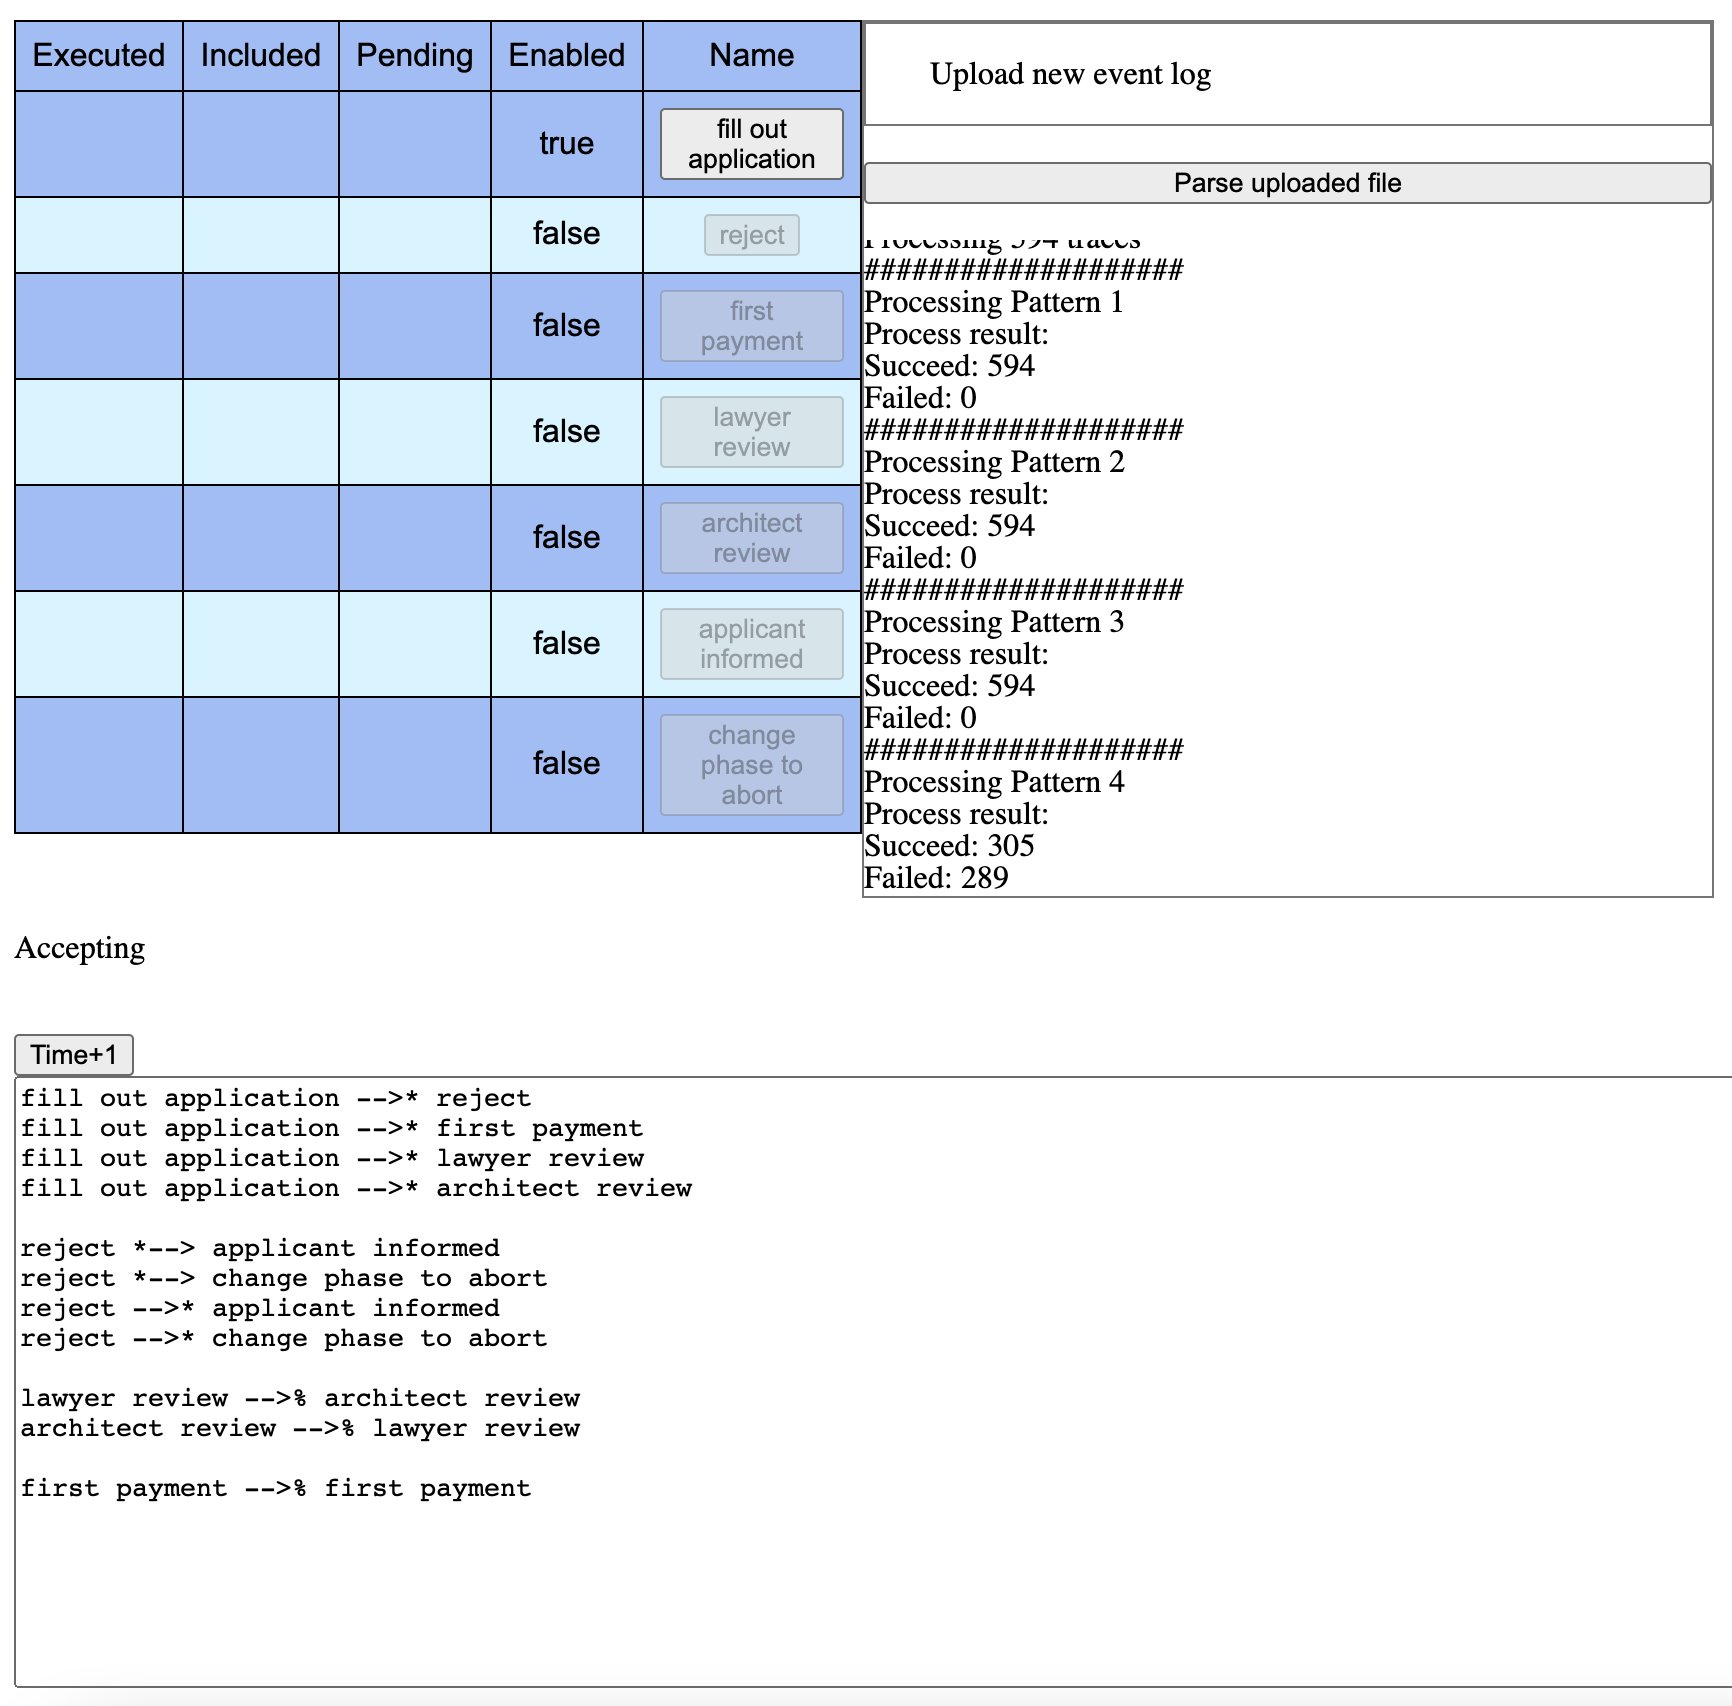 Executed Included Pending Enabled Name
true fill out
application
false reject
false first
payment
false lawyer
review
false architect
review
false applicant
informed
false change
phase to
abort
Upload new event log
Parse uploaded file
Processing 594 traces
####################
Processing Pattern 1
Process result:
Succeed: 594
Failed: 0
####################
Processing Pattern 2
Process result:
Succeed: 594
Failed: 0
####################
Processing Pattern 3
Process result:
Succeed: 594
Failed: 0
####################
Processing Pattern 4
Process result:
Succeed: 305
Failed: 289
Accepting
Time+1
fill out application -->* reject
fill out application -->* first payment
fill out application -->* lawyer review
fill out application -->* architect review
reject *--> applicant informed
reject *--> change phase to abort
reject -->* applicant informed
reject -->* change phase to abort
lawyer review -->% architect review
architect review -->% lawyer review
first payment -->% first payment